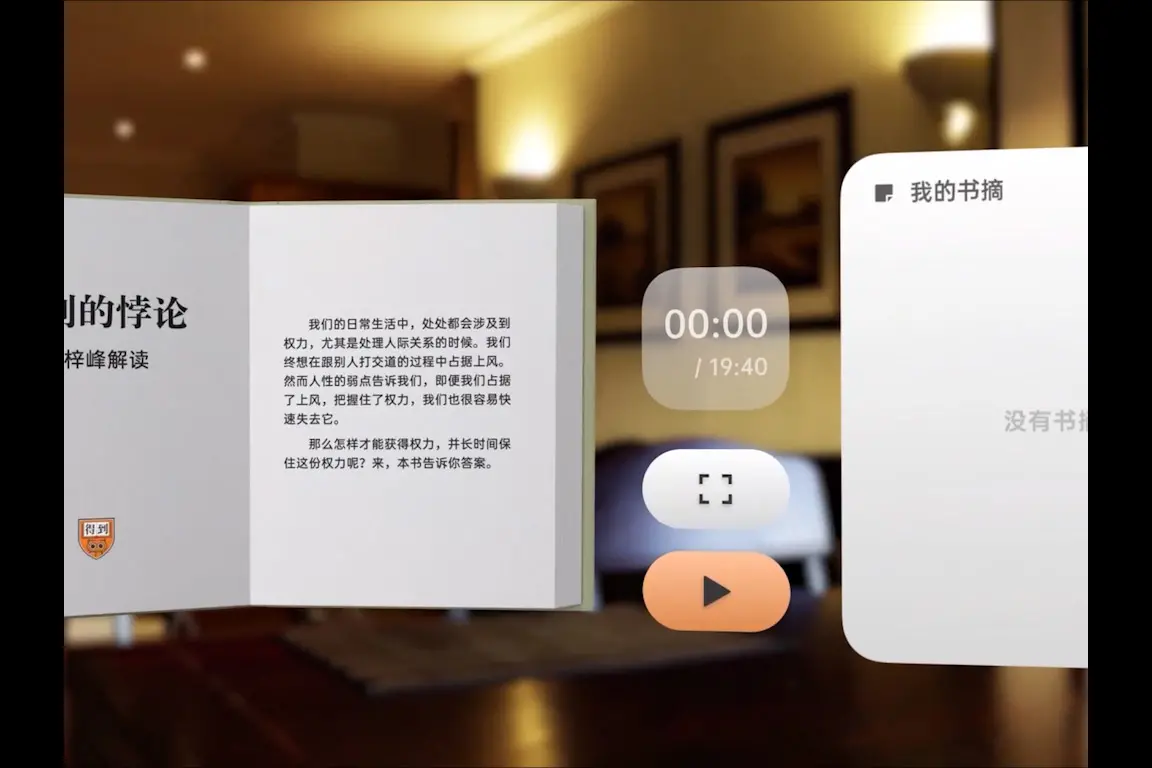 的悖论
梓峰解读
得到
我们的日常生活中，处处都会涉及到
权力，尤其是处理人际关系的时候。我们
终想在跟别人打交道的过程中占据上风。
然而人性的弱点告诉我们，即便我们占据
了上风，把握住了权力，我们也很容易快
速失去它。
那么怎样才能获得权力，并长时间保
住这份权力呢？来，本书告诉你答案。
00:00
/ 19:40
我的书摘
没有书摘